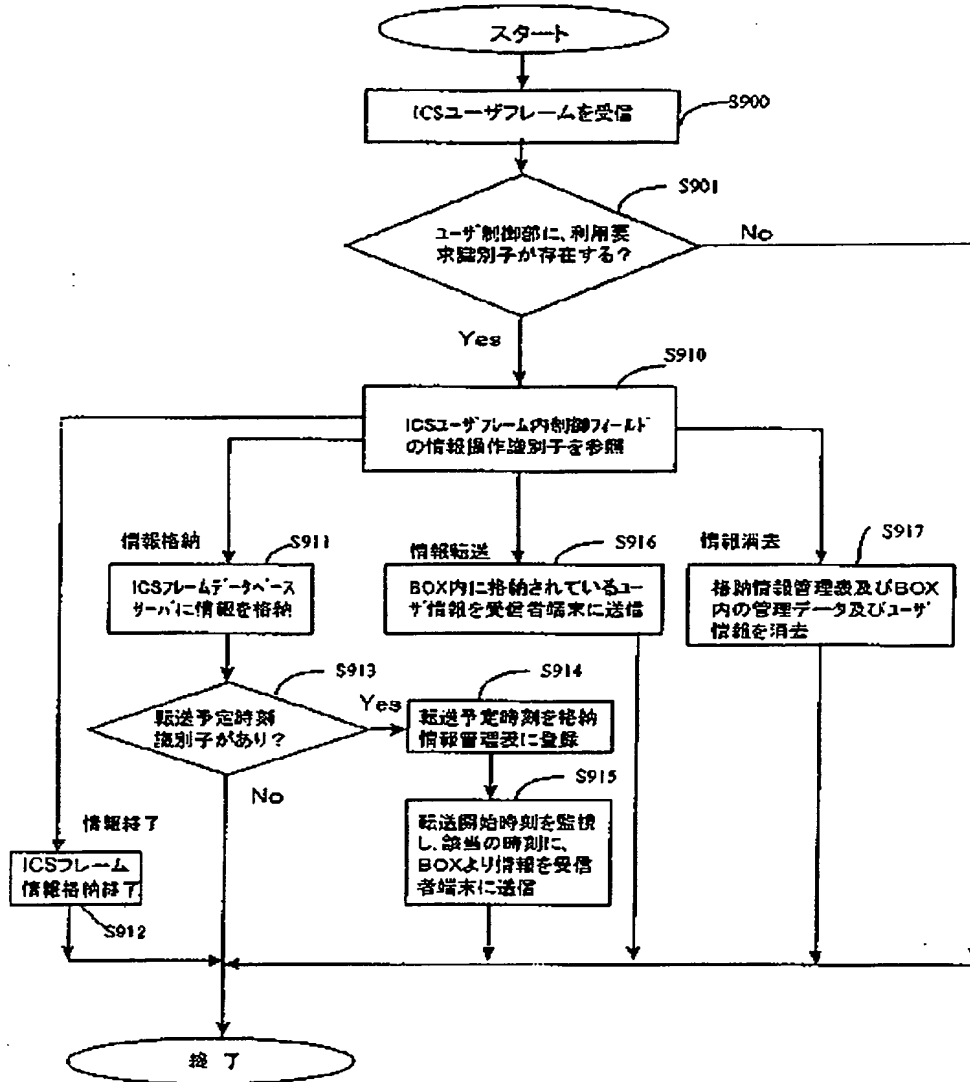 スタート
ICSユーザフレームを受信
S900
S901
ユーザ制御部に、利用要
求識別子が存在する?
No
Yes
S910
ICSユーザフレーム内制御フィールド
の情報操作識別子を参照
情報格納
S911
ICSフレームデータベース
サーバに情報を格納
情報転送
S916
BOX内に格納されているユー
ザ情報を受信者端末に送信
情報消去
S917
格納情報管理表及びBOX
内の管理データ及びユーザ
情報を消去
S913
転送予定時刻
識別子があり?
Yes
No
S914
転送予定時刻を格納
情報管理表に登録
S915
転送開始時刻を監視
し、該当の時刻に、
BOXより情報を受信
者端末に送信
情報終了
ICSフレーム
情報格納終了
S912
終了